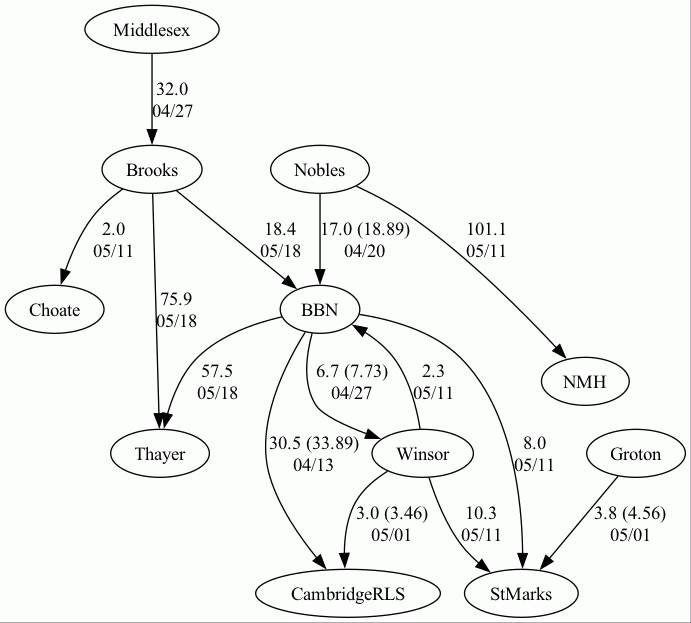 Middlesex
32.0
04/27
Brooks
Nobles
2.0
05/11
18.4
05/18
17.0 (18.89)
04/20
101.1
05/11
75.9
05/18
Choate
BBN
NMH
57.5
05/18
6.7 (7.73)
04/27
2.3
05/11
30.5 (33.89)
04/13
8.0
05/11
Thayer
Winsor
Groton
3.0 (3.46)
05/01
10.3
05/11
3.8 (4.56)
05/01
CambridgeRLS
StMarks